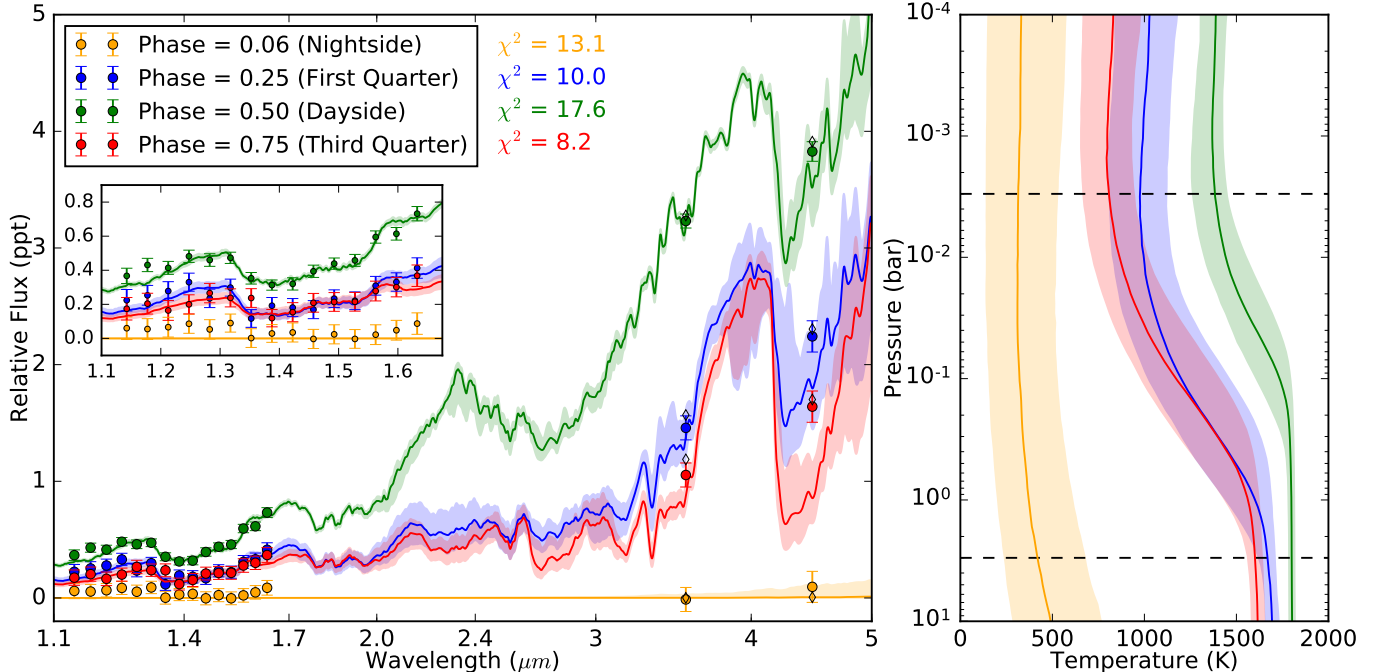 Phase = 0.06 (Nightside) χ² = 13.1
Phase = 0.25 (First Quarter) χ² = 10.0
Phase = 0.50 (Dayside) χ² = 17.6
Phase = 0.75 (Third Quarter) χ² = 8.2
5
4
3
2
1
0
Relative Flux (ppt)
0.8
0.6
0.4
0.2
0.0
1.1 1.2 1.3 1.4 1.5 1.6
1.1 1.4 1.7 2.0 2.4 3 4 5
Wavelength (μm)
10⁻⁴
10⁻³
10⁻²
10⁻¹
10⁰
10¹
Pressure (bar)
0 500 1000 1500 2000
Temperature (K)